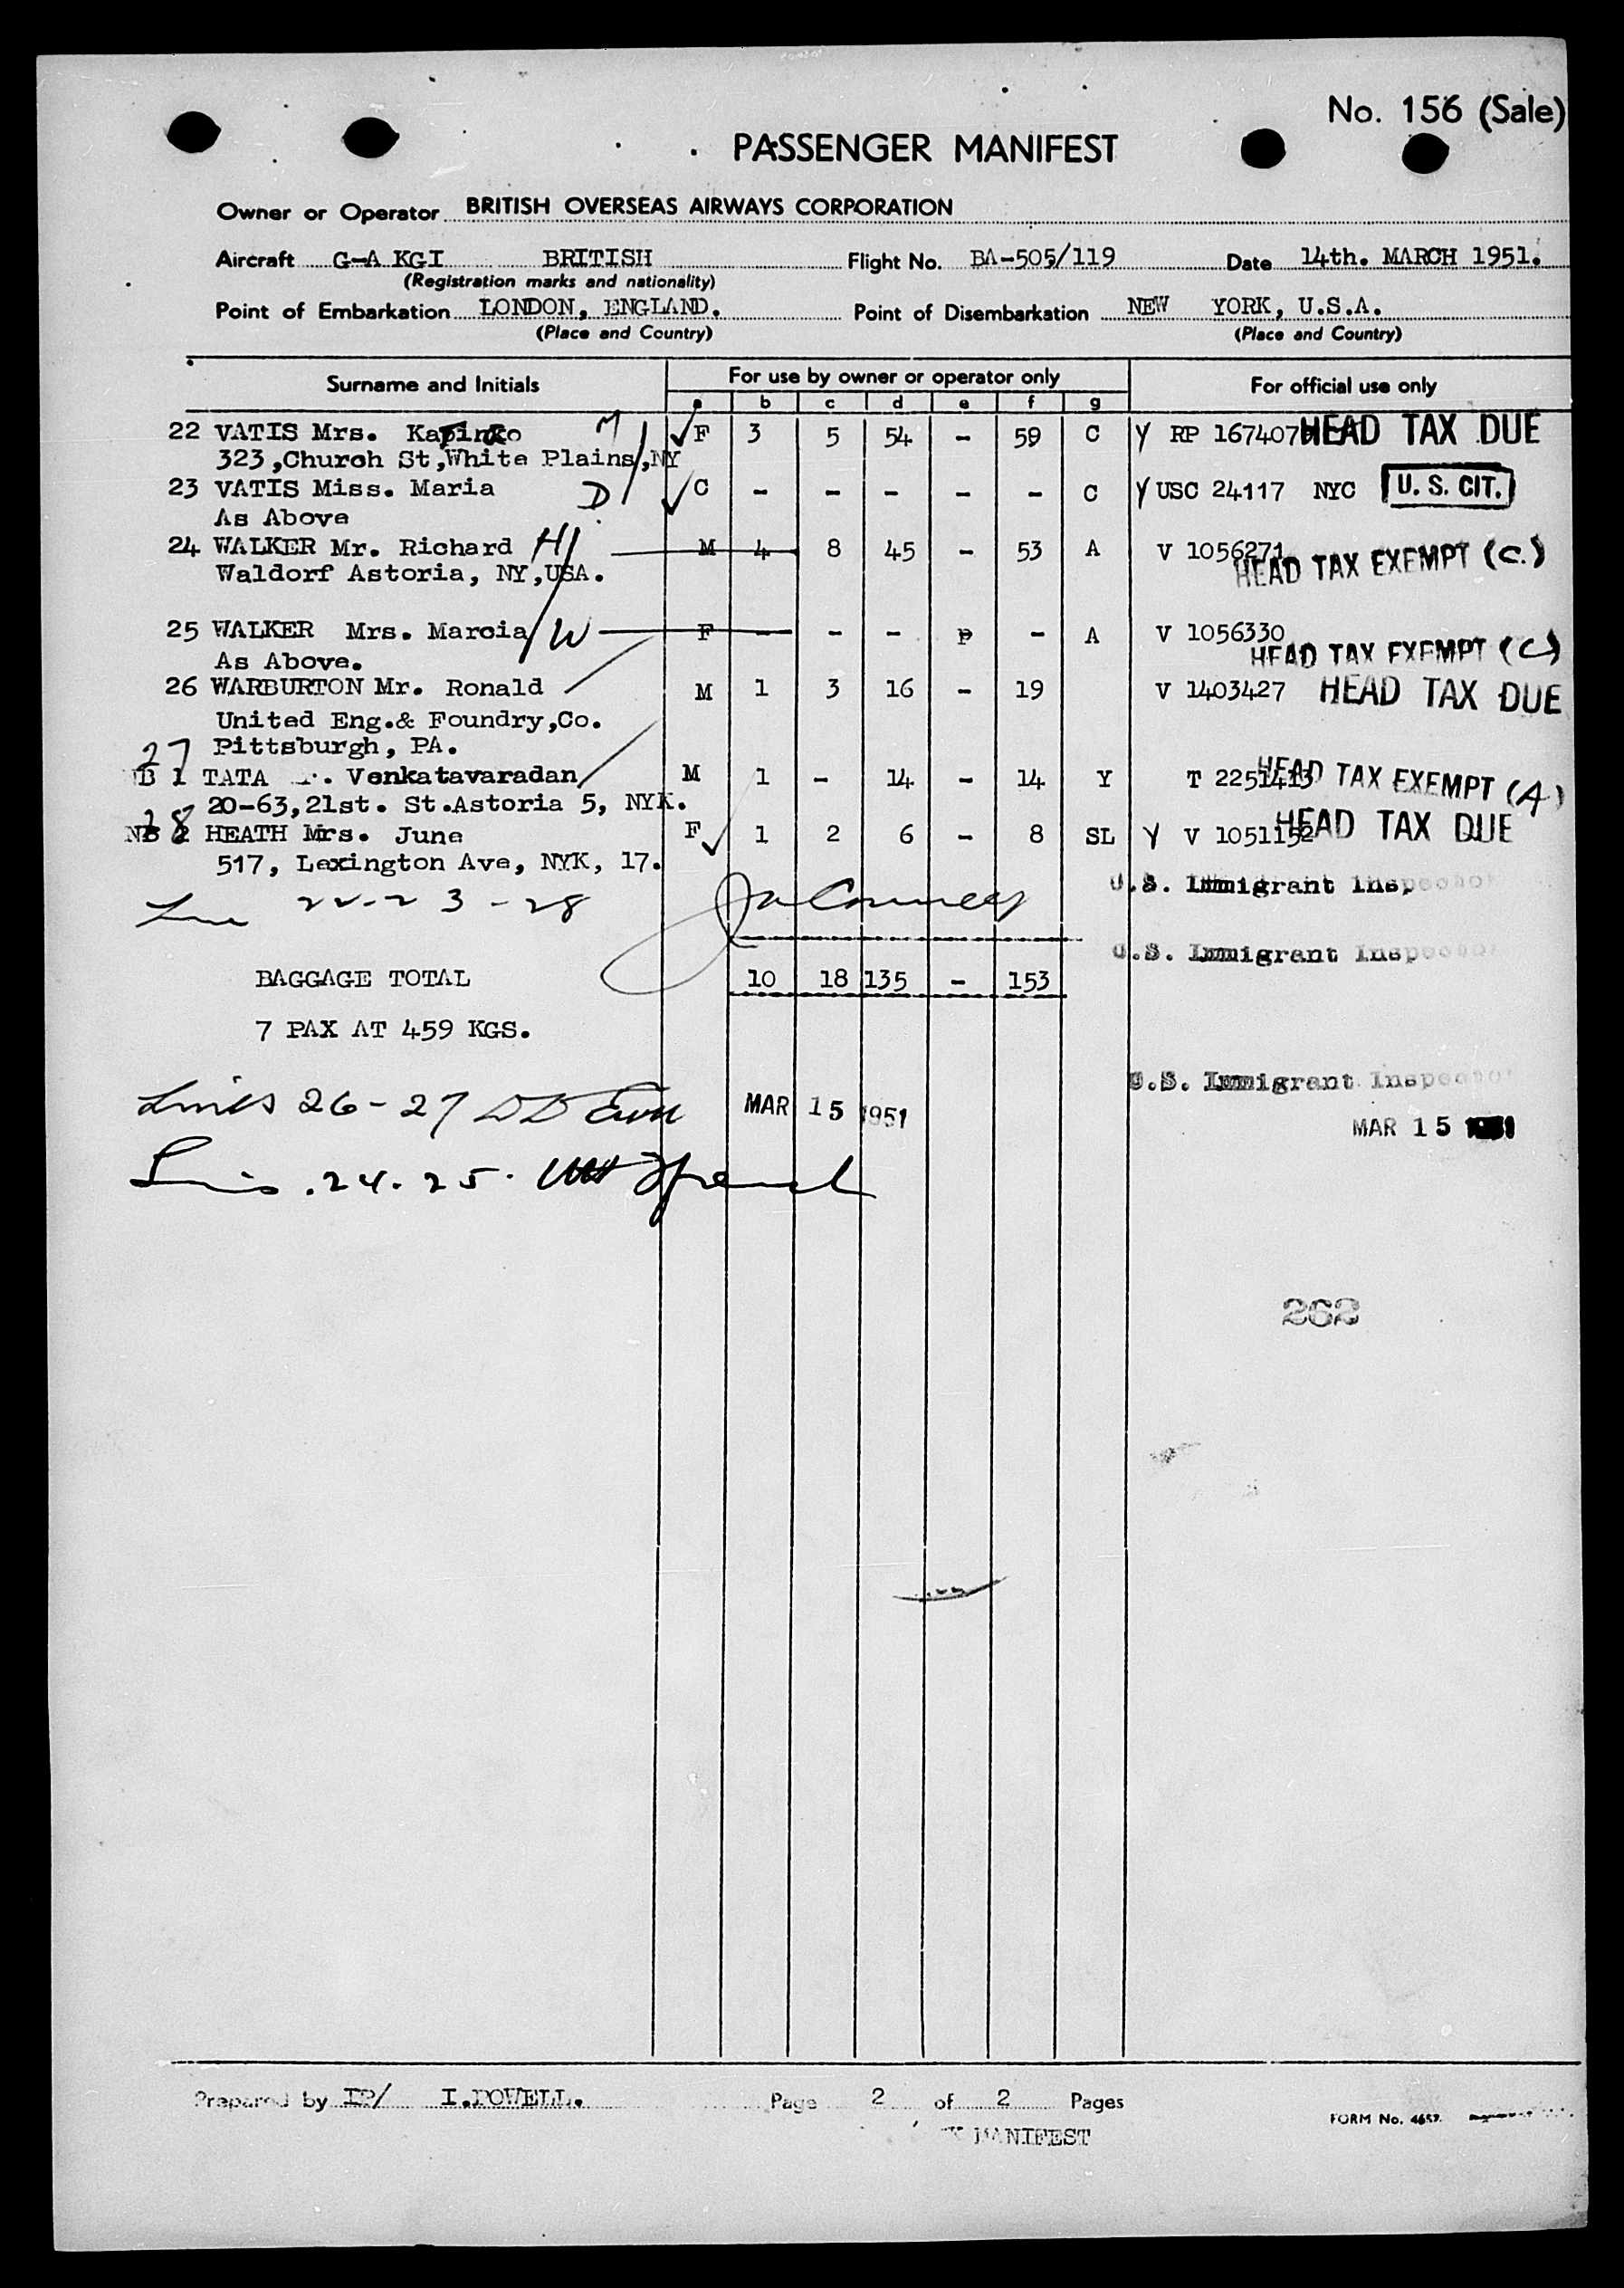 No. 156 (Sale)
PASSENGER MANIFEST
Owner or Operator BRITISH OVERSEAS AIRWAYS CORPORATION
Aircraft G-A KGI BRITISH Flight No. BA-505/119 Date 14th. MARCH 1951.
(Registration marks and nationality)
Point of Embarkation LONDON, ENGLAND. Point of Disembarkation NEW YORK, U.S.A.
(Place and Country) (Place and Country)
Surname and Initials For use by owner or operator only For official use only
a b c d e f g
22 VATIS Mrs. M F 3 5 54 - 59 C Y RP 167407 HEAD TAX DUE
323,Church St,White Plains,NY
23 VATIS Miss. Maria D C - - - - - C Y USC 24117 NYC U. S. CIT.
As Above
24 WALKER Mr. Richard H M 4 8 45 - 53 A V 1056271 HEAD TAX EXEMPT (C.)
Waldorf Astoria, NY,USA.
25 WALKER Mrs. Marcia W F - - - P - A V 1056330 HEAD TAX EXEMPT (C)
As Above.
26 WARBURTON Mr. Ronald M 1 3 16 - 19 V 1403427 HEAD TAX DUE
United Eng.& Foundry,Co.
Pittsburgh, PA.
27 TATA Venkatavaradan M 1 - 14 - 14 Y T 2251413 HEAD TAX EXEMPT (A)
20-63,21st. St.Astoria 5, NYK.
28 HEATH Mrs. June F 1 2 6 - 8 SL Y V 1051152 HEAD TAX DUE
517, Lexington Ave, NYK, 17.
U.S. Immigrant Ins
22-23-28
U.S. Immigrant Inspector
BAGGAGE TOTAL 10 18 135 - 153
7 PAX AT 459 KGS.
U.S. Immigrant Inspector
Lines 26-27 MAR 15 1951
MAR 15 1951
24. 25.
262
Prepared by I.POWELL. Page 2 of 2 Pages
FORM No. 4657.
MANIFEST